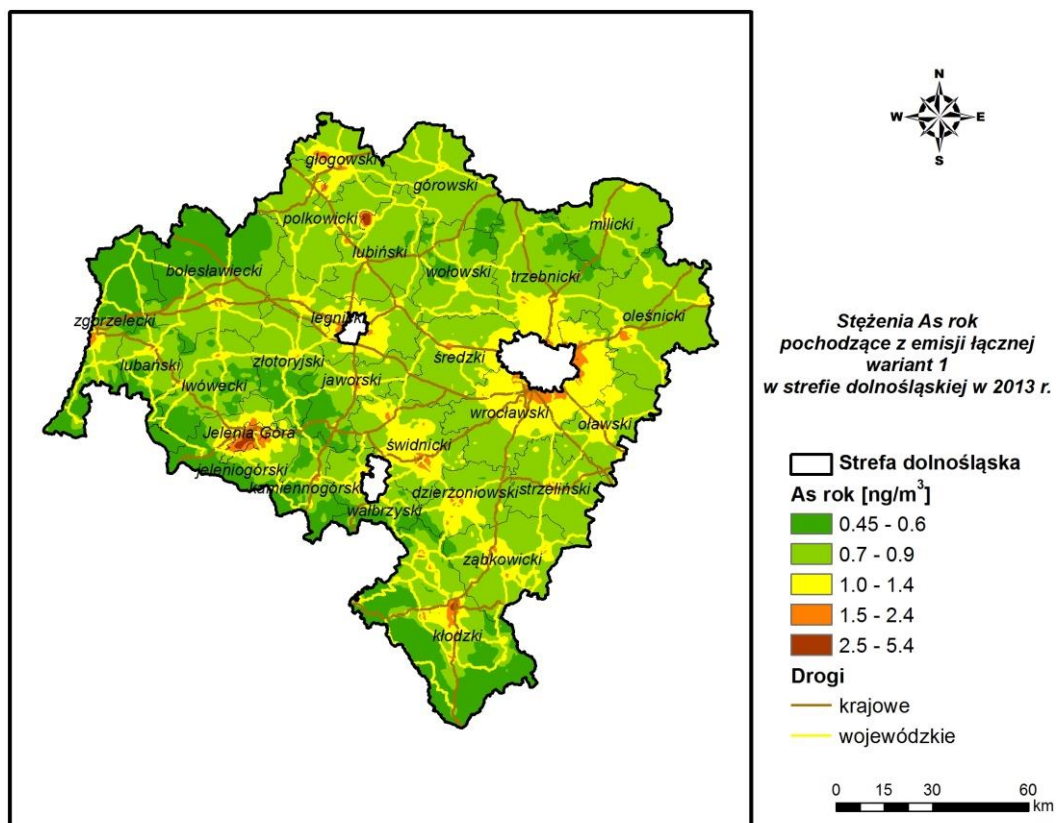 N
W E
S
głogowski
górowski
polkowicki
milicki
lubiński
bolesławiecki
wołowski
trzebnicki
legnicki
oleśnicki
zgorzelecki
średzki
lubański
złotoryjski
lwówecki
jaworski
wrocławski
oławski
Jelenia Góra
świdnicki
jeleniogórski
kamiennogórski
dzierżoniowski
strzeliński
wałbrzyski
ząbkowicki
kłodzki
Stężenia As rok
pochodzące z emisji łącznej
wariant 1
w strefie dolnośląskiej w 2013 r.
Strefa dolnośląska
As rok [ng/m³]
0.45 - 0.6
0.7 - 0.9
1.0 - 1.4
1.5 - 2.4
2.5 - 5.4
Drogi
krajowe
wojewódzkie
0 15 30 60
km